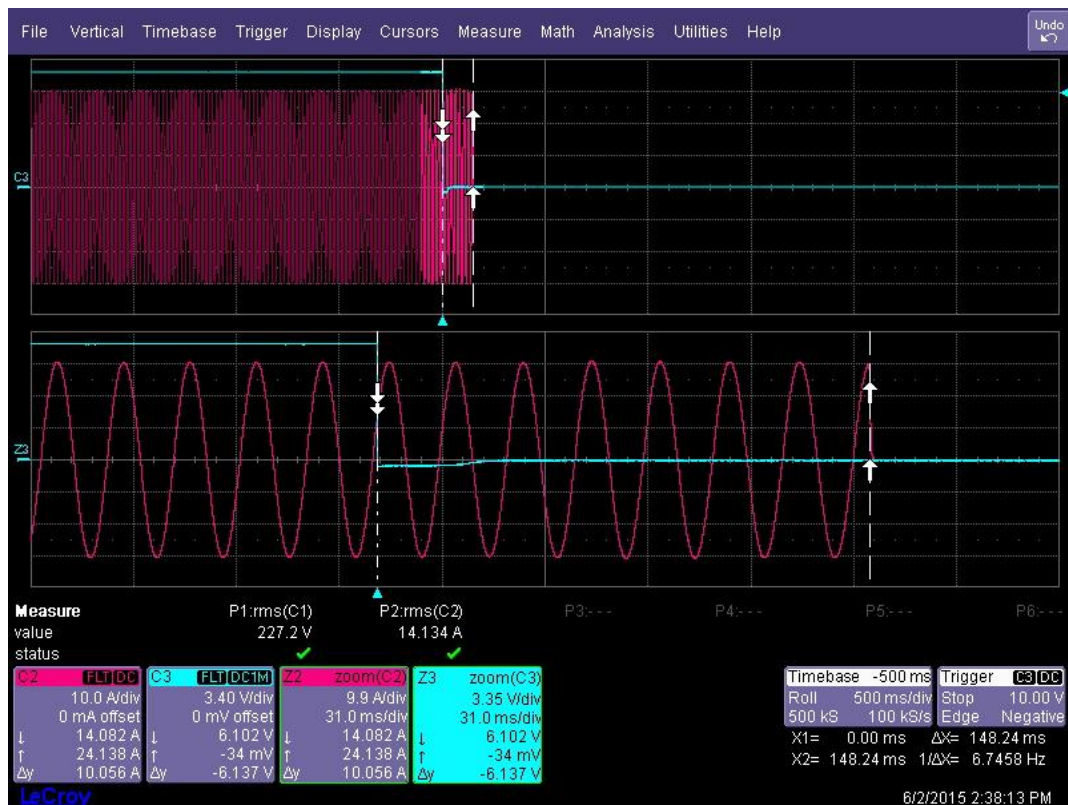 File Vertical Timebase Trigger Display Cursors Measure Math Analysis Utilities Help Undo
C3
Z3
Measure P1:rms(C1) P2:rms(C2) P3:--- P4:--- P5:--- P6:---
value 227.2 V 14.134 A
status
C2 FLT DC
10.0 A/div
0 mA offset
↓ 14.082 A
↑ 24.138 A
Δy 10.056 A
C3 FLT DC1M
3.40 V/div
0 mV offset
↓ 6.102 V
↑ -34 mV
Δy -6.137 V
Z2 zoom(C2)
9.9 A/div
31.0 ms/div
↓ 14.082 A
↑ 24.138 A
Δy 10.056 A
Z3 zoom(C3)
3.35 V/div
31.0 ms/div
↓ 6.102 V
↑ -34 mV
Δy -6.137 V
Timebase -500 ms
Roll 500 ms/div
500 kS 100 kS/s
Trigger C3 DC
Stop 10.00 V
Edge Negative
X1= 0.00 ms ΔX= 148.24 ms
X2= 148.24 ms 1/ΔX= 6.7458 Hz
LeCroy
6/2/2015 2:38:13 PM